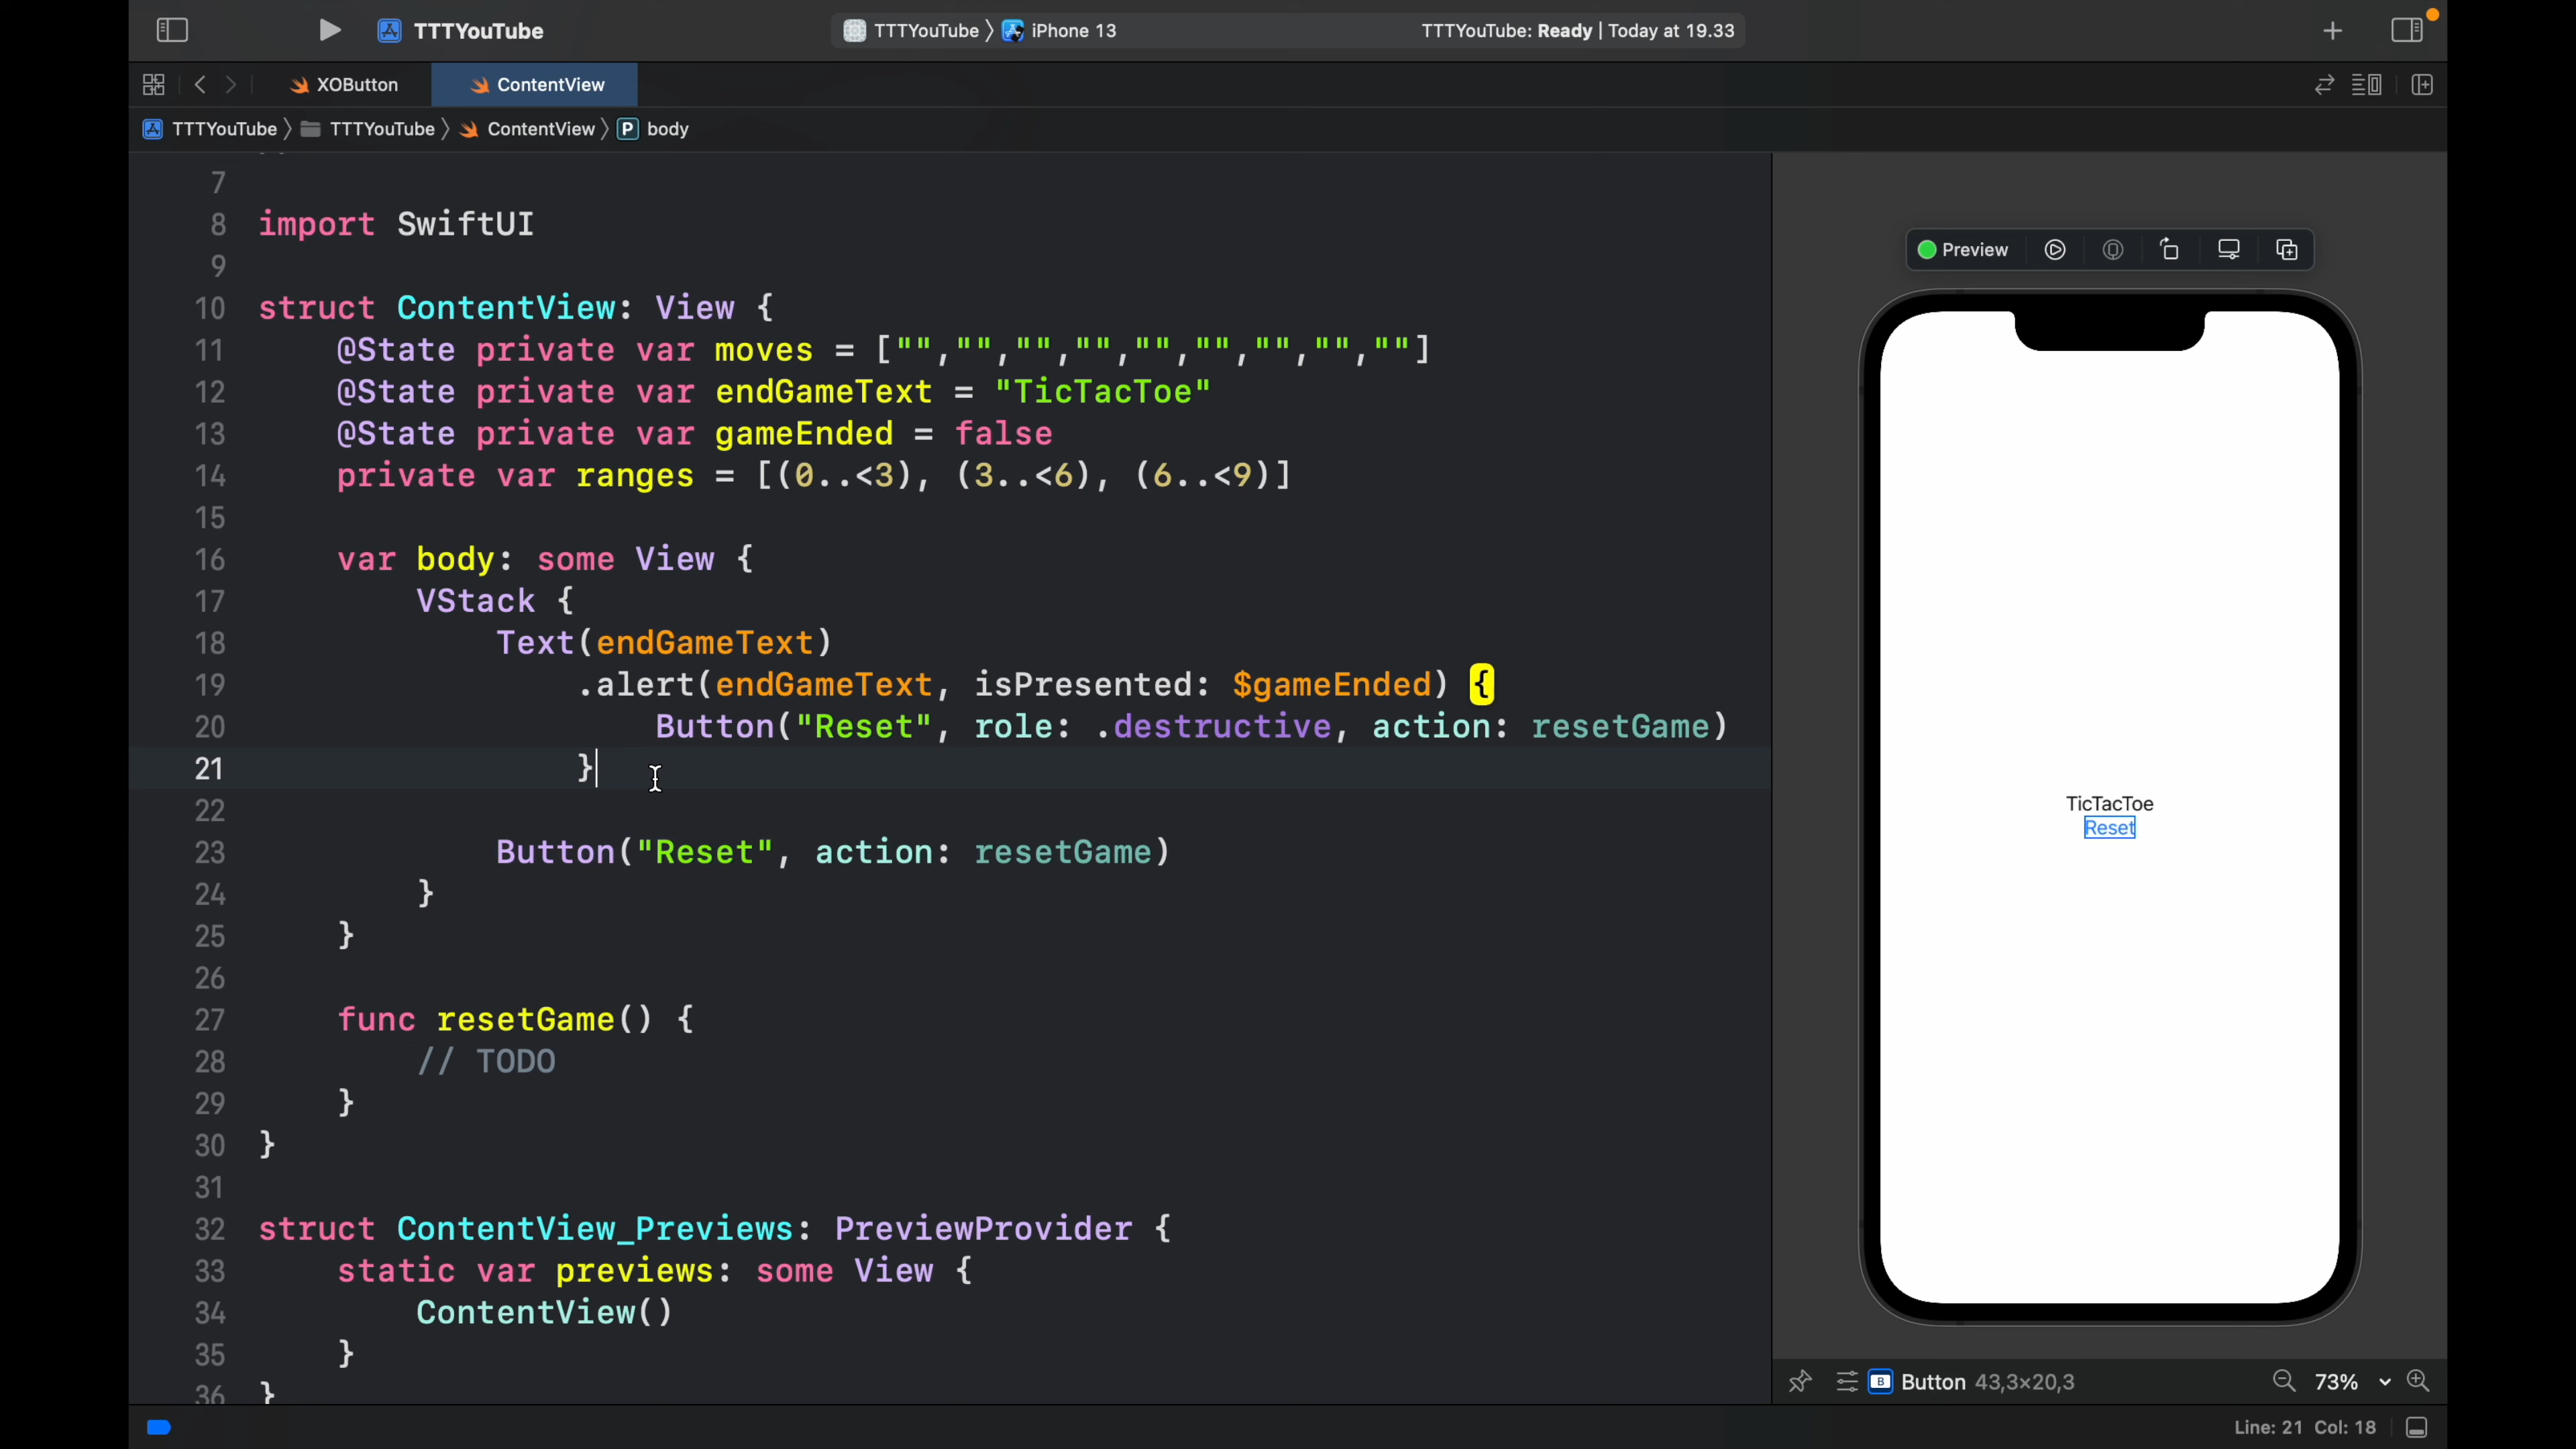 TTTYouTube
TTTYouTube 〉 iPhone 13
TTTYouTube: Ready | Today at 19.33
XOButton
ContentView
TTTYouTube 〉 TTTYouTube 〉 ContentView 〉 P body
7
8 import SwiftUI
9
10 struct ContentView: View {
11 @State private var moves = ["","","","","","","","",""]
12 @State private var endGameText = "TicTacToe"
13 @State private var gameEnded = false
14 private var ranges = [(0..<3), (3..<6), (6..<9)]
15
16 var body: some View {
17 VStack {
18 Text(endGameText)
19 .alert(endGameText, isPresented: $gameEnded) {
20 Button("Reset", role: .destructive, action: resetGame)
21 }
22
23 Button("Reset", action: resetGame)
24 }
25 }
26
27 func resetGame() {
28 // TODO
29 }
30 }
31
32 struct ContentView_Previews: PreviewProvider {
33 static var previews: some View {
34 ContentView()
35 }
36 }
Preview
TicTacToe
Reset
B Button 43,3×20,3
73%
Line: 21 Col: 18